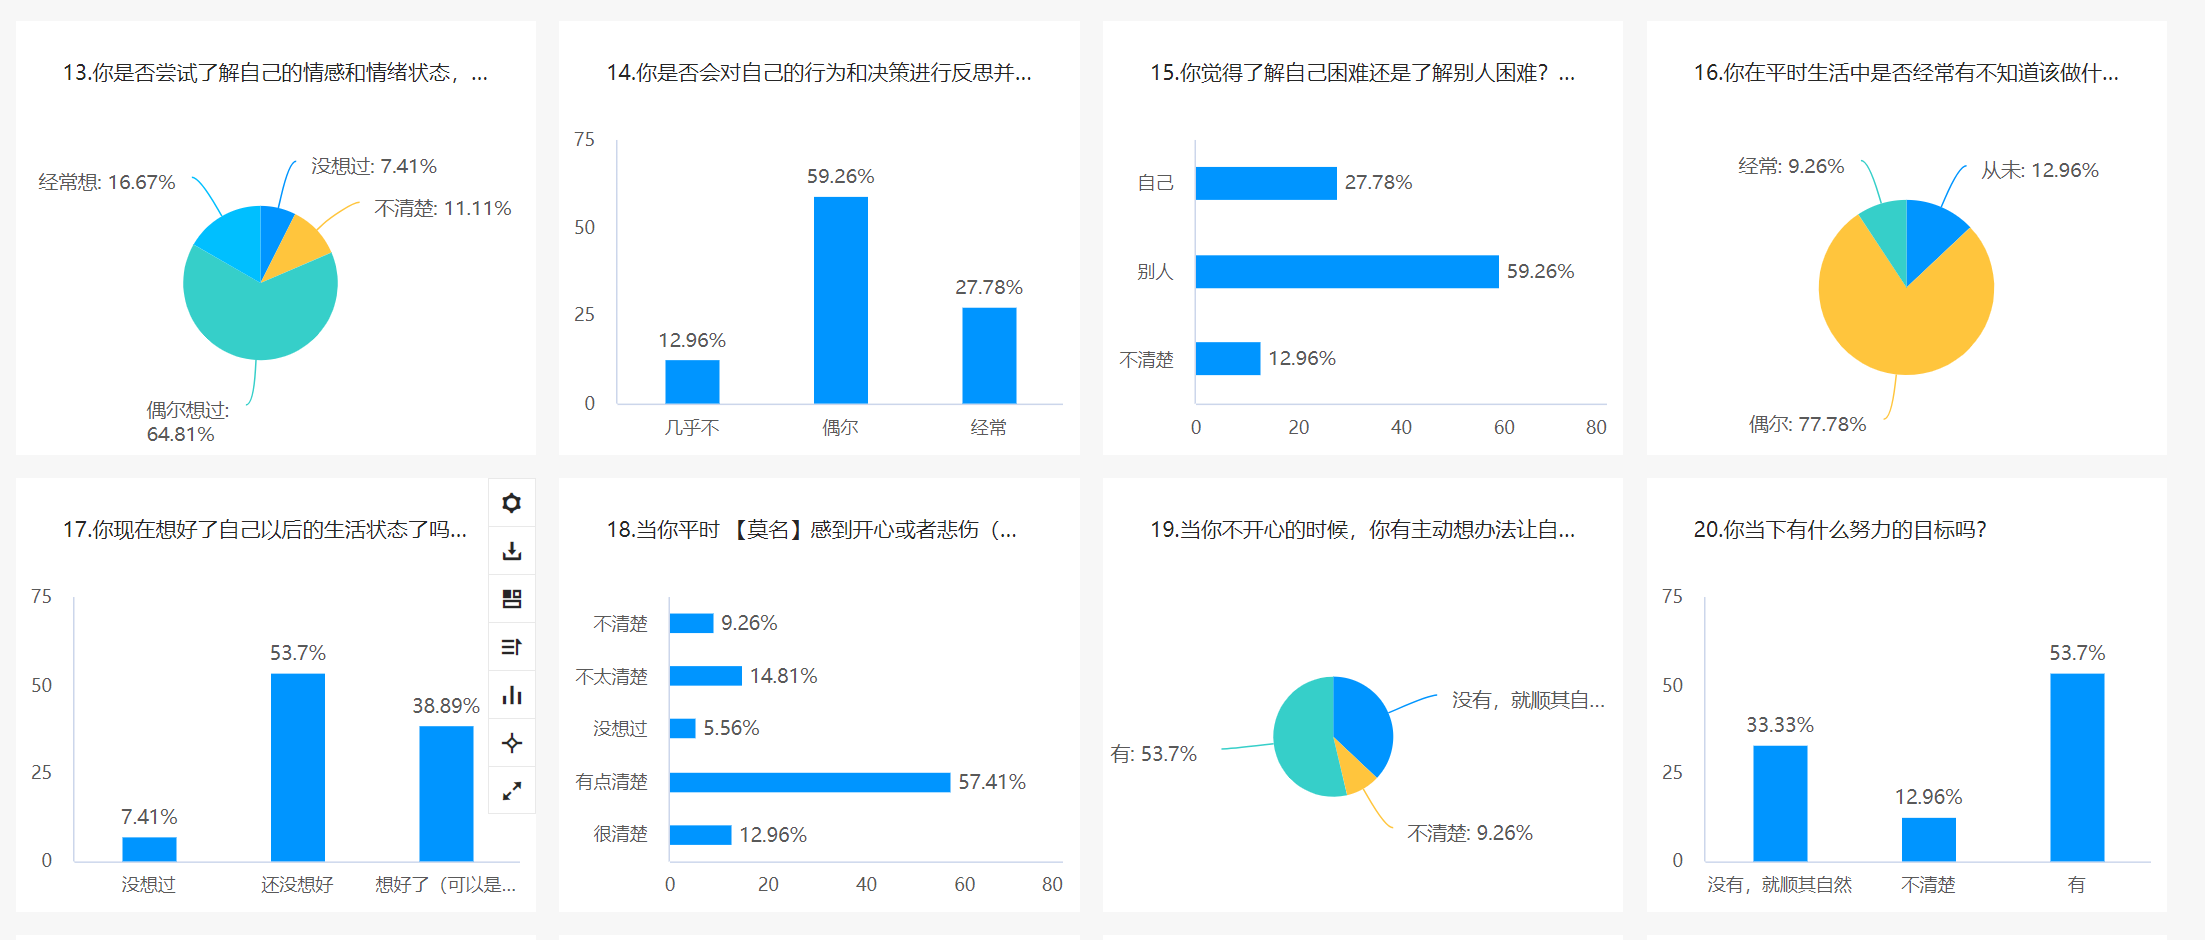 13.你是否尝试了解自己的情感和情绪状态，...
没想过: 7.41%
经常想: 16.67%
不清楚: 11.11%
偶尔想过:
64.81%
14.你是否会对自己的行为和决策进行反思并...
75
50
25
0
12.96%
59.26%
27.78%
几乎不
偶尔
经常
15.你觉得了解自己困难还是了解别人困难？...
自己
27.78%
别人
59.26%
不清楚
12.96%
0
20
40
60
80
16.你在平时生活中是否经常有不知道该做什...
经常: 9.26%
从未: 12.96%
偶尔: 77.78%
17.你现在想好了自己以后的生活状态了吗...
75
50
25
0
7.41%
53.7%
38.89%
没想过
还没想好
想好了（可以是...
18.当你平时 【莫名】感到开心或者悲伤（...
不清楚
9.26%
不太清楚
14.81%
没想过
5.56%
有点清楚
57.41%
很清楚
12.96%
0
20
40
60
80
19.当你不开心的时候，你有主动想办法让自...
没有，就顺其自...
有: 53.7%
不清楚: 9.26%
20.你当下有什么努力的目标吗?
75
50
25
0
33.33%
12.96%
53.7%
没有，就顺其自然
不清楚
有